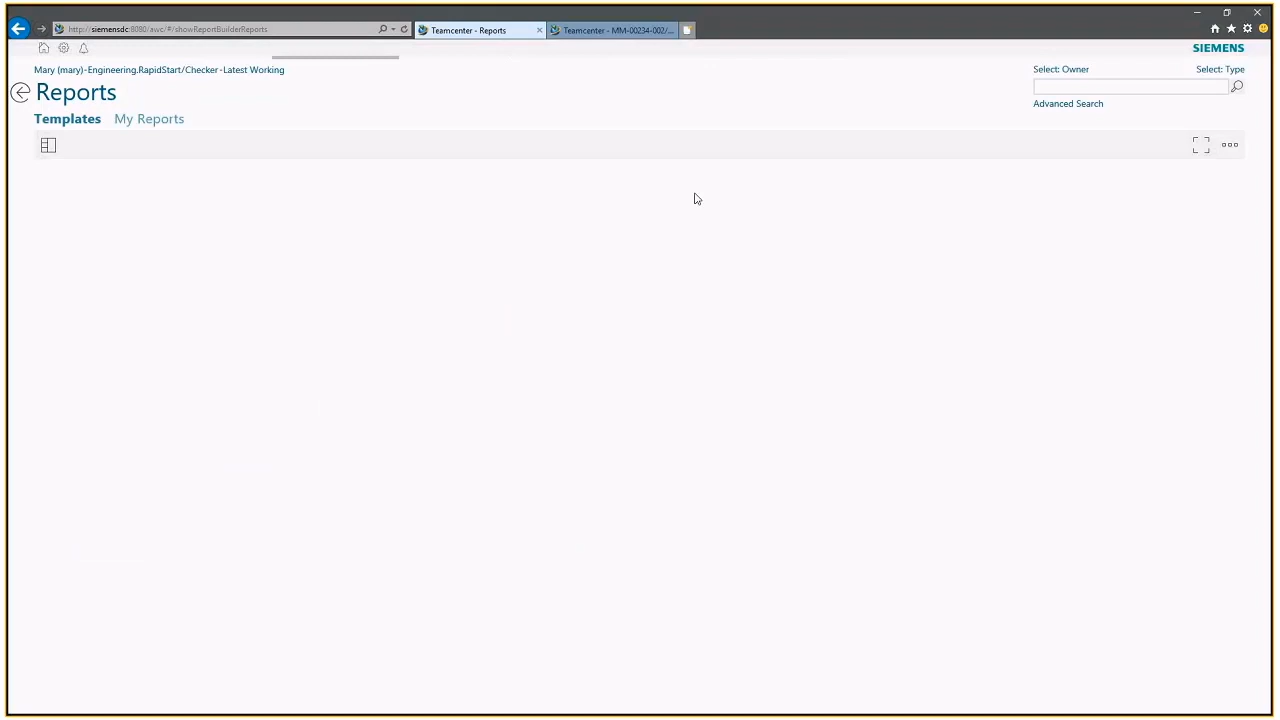 http://siemensdc:8080/awc/#/showReportBuilderReports
Teamcenter - Reports
Teamcenter - MM-00234-002/...
SIEMENS
Mary (mary)-Engineering.RapidStart/Checker-Latest Working
Select: Owner
Select: Type
Reports
Advanced Search
Templates
My Reports